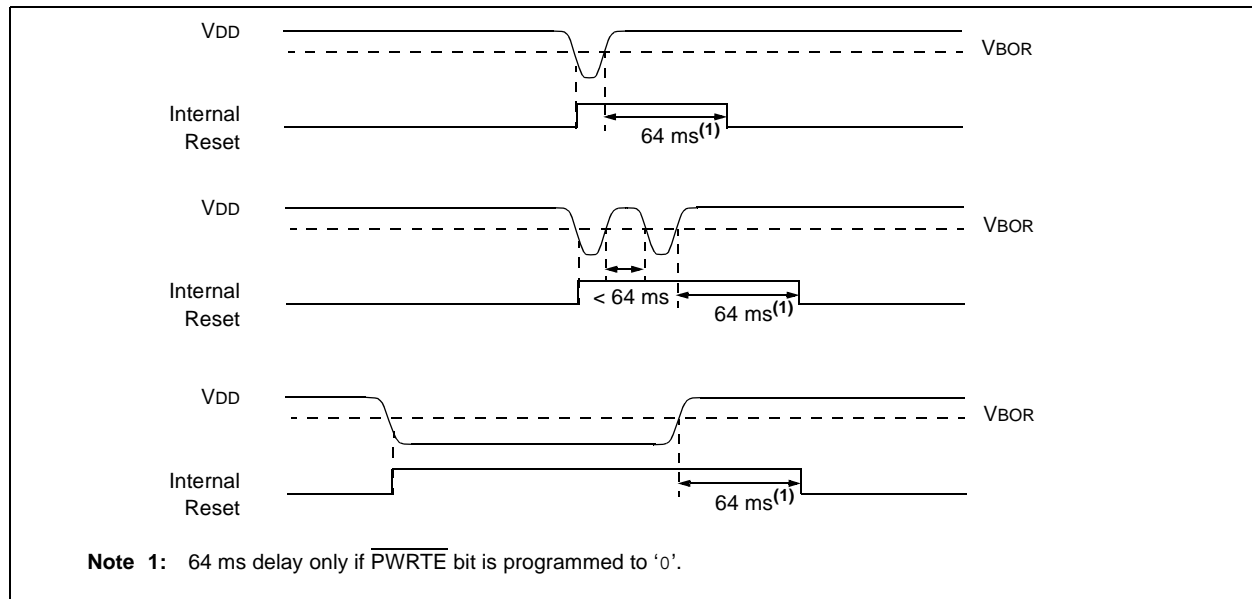 VDD
VBOR
Internal
Reset
64 ms(1)
VDD
VBOR
Internal
Reset
< 64 ms
64 ms(1)
VDD
VBOR
Internal
Reset
64 ms(1)
Note 1: 64 ms delay only if PWRTE bit is programmed to ‘0’.